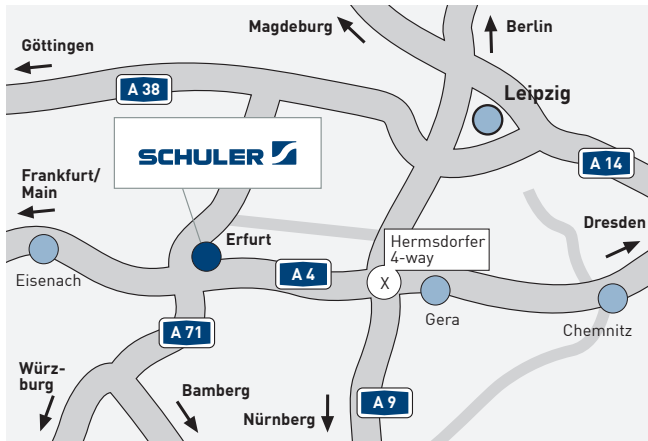 Magdeburg
Berlin
Göttingen
A 38
Leipzig
SCHULER
A 14
Frankfurt/
Main
Dresden
Erfurt
Hermsdorfer
4-way
Eisenach
A 4
X
Gera
Chemnitz
A 71
Würz-
burg
Bamberg
Nürnberg
A 9